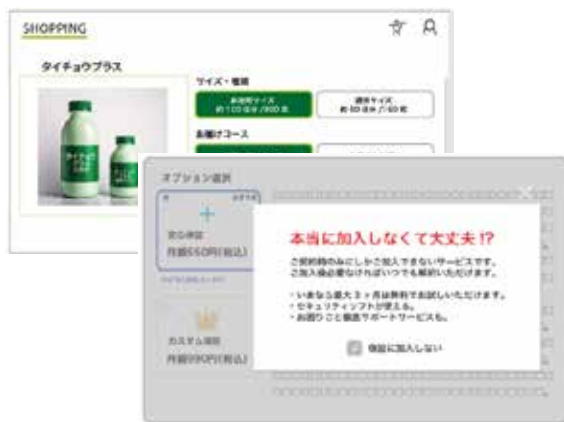 SHOPPING
タイチョウプラス
サイズ・種類
お届けコース
オプション選択
安心保証
月額550円(税込)
カスタム保証
月額990円(税込)
本当に加入しなくて大丈夫!?
ご契約時のみにしかご加入できないサービスです。
ご加入後必要なければいつでも解約いただけます。
・いまなら最大3ヶ月は無料でお試しいただけます。
・セキュリティソフトが使える。
・お困りごと徹底サポートサービスも。
保証に加入しない